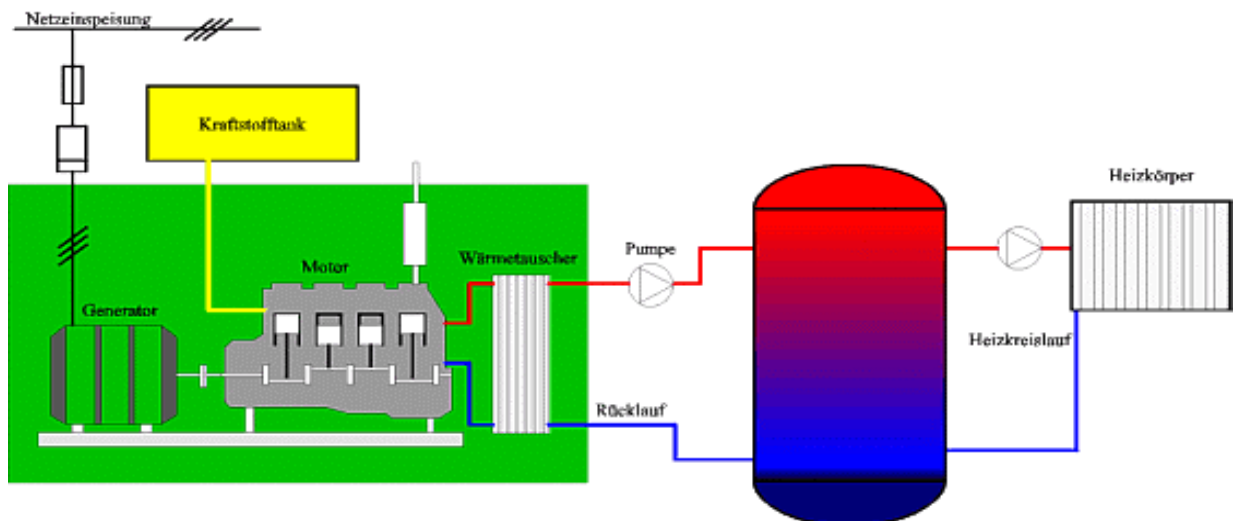 Netzeinspeisung
Kraftstofftank
Heizkörper
Pumpe
Wärmetauscher
Motor
Generator
Heizkreislauf
Rücklauf